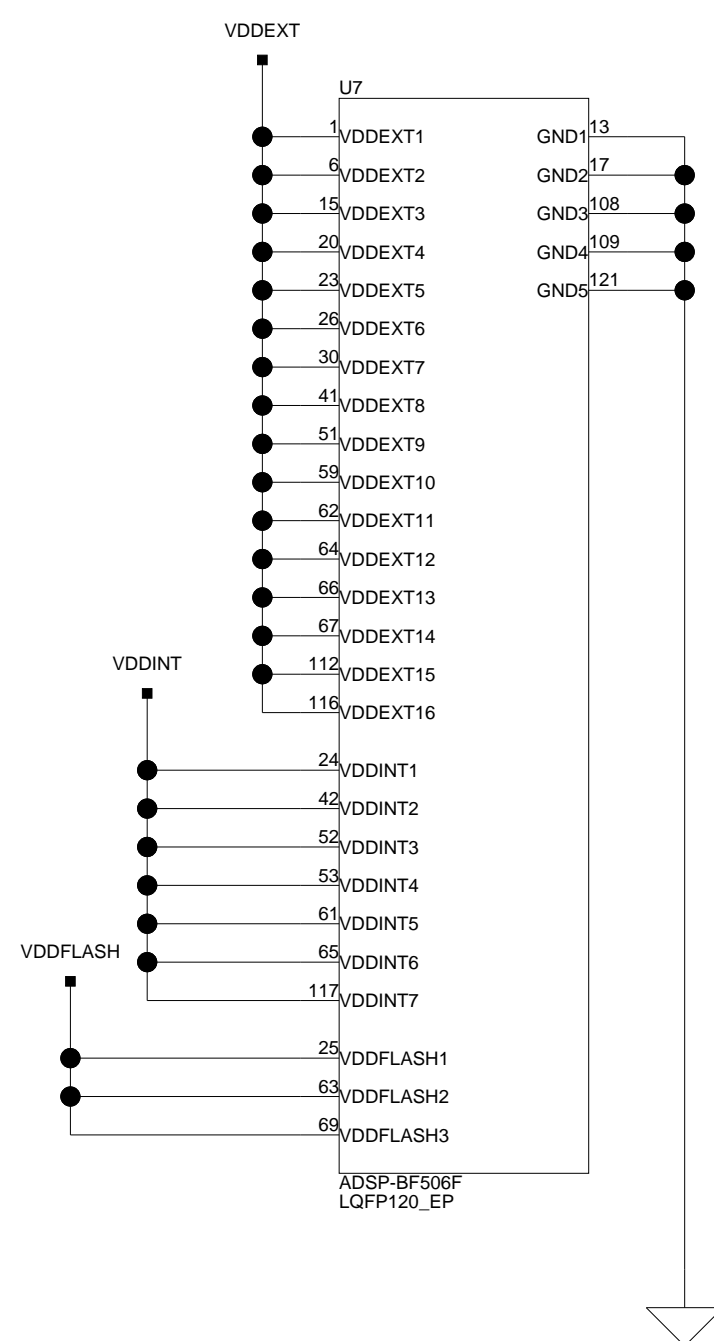 VDDEXT
U7
1 VDDEXT1 GND1 13
6 VDDEXT2 GND2 17
15 VDDEXT3 GND3 108
20 VDDEXT4 GND4 109
23 VDDEXT5 GND5 121
26 VDDEXT6
30 VDDEXT7
41 VDDEXT8
51 VDDEXT9
59 VDDEXT10
62 VDDEXT11
64 VDDEXT12
66 VDDEXT13
67 VDDEXT14
VDDINT
112 VDDEXT15
116 VDDEXT16
24 VDDINT1
42 VDDINT2
52 VDDINT3
53 VDDINT4
61 VDDINT5
VDDFLASH
65 VDDINT6
117 VDDINT7
25 VDDFLASH1
63 VDDFLASH2
69 VDDFLASH3
ADSP-BF506F
LQFP120_EP